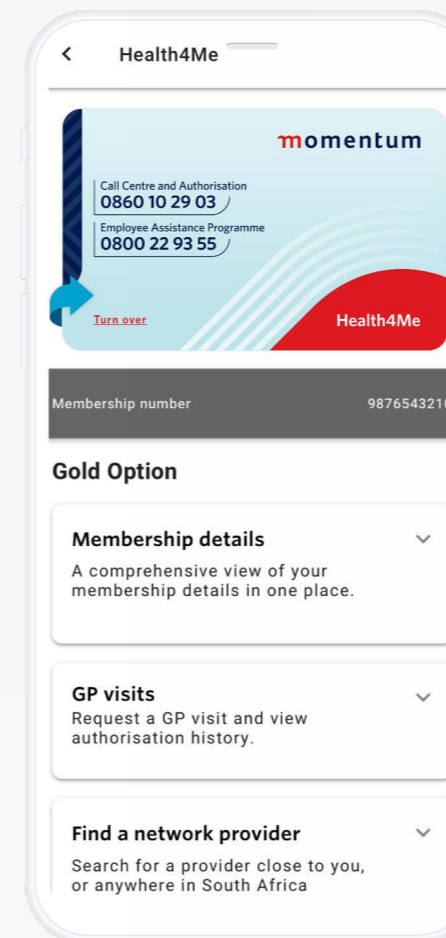 Health4Me
momentum
Call Centre and Authorisation
0860 10 29 03
Employee Assistance Programme
0800 22 93 55
Turn over
Health4Me
Membership number 9876543210
Gold Option
Membership details
A comprehensive view of your
membership details in one place.
GP visits
Request a GP visit and view
authorisation history.
Find a network provider
Search for a provider close to you,
or anywhere in South Africa